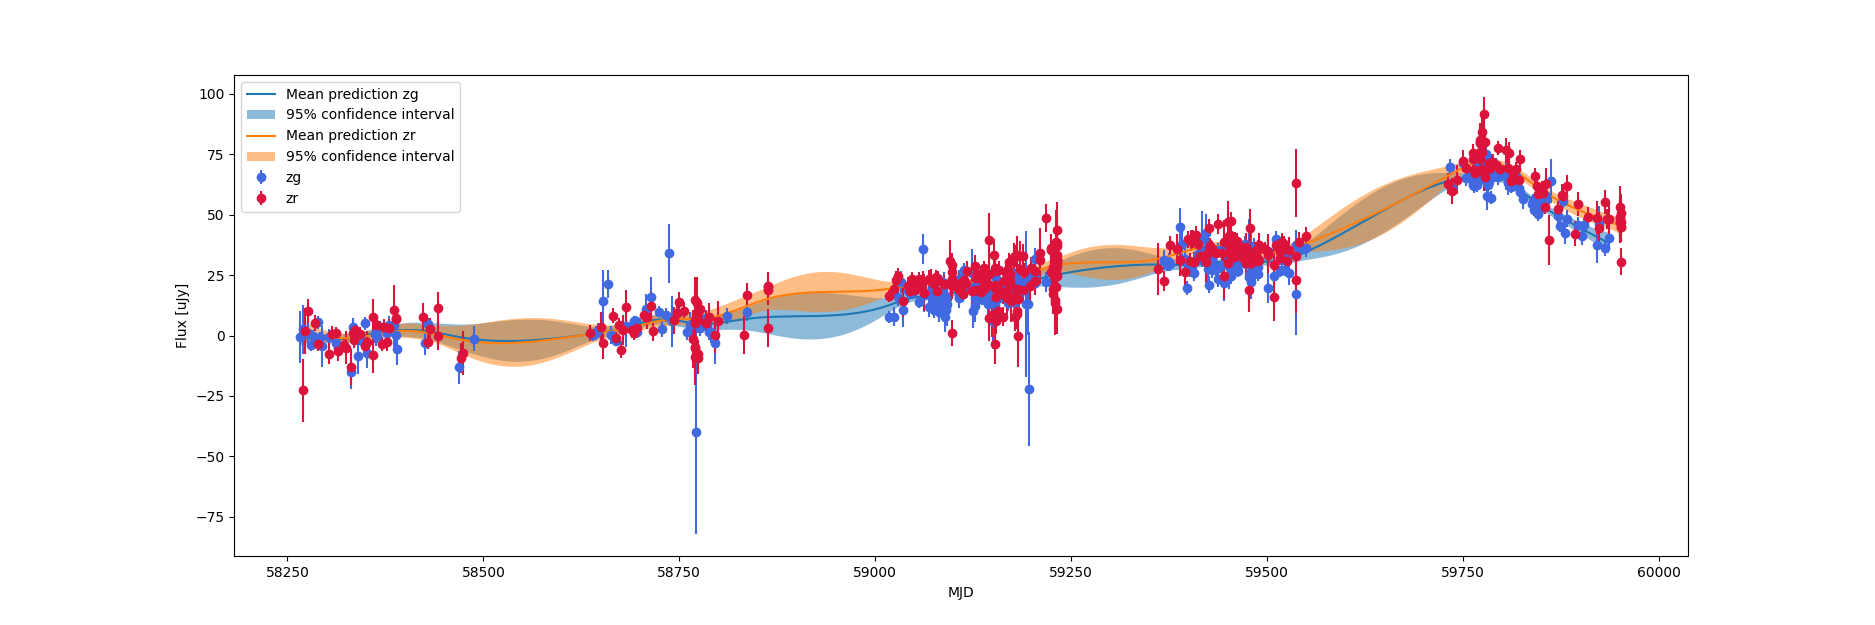 Mean prediction zg
95% confidence interval
Mean prediction zr
95% confidence interval
zg
zr
Flux [uJy]
100
75
50
25
0
−25
−50
−75
58250 58500 58750 59000 59250 59500 59750 60000
MJD